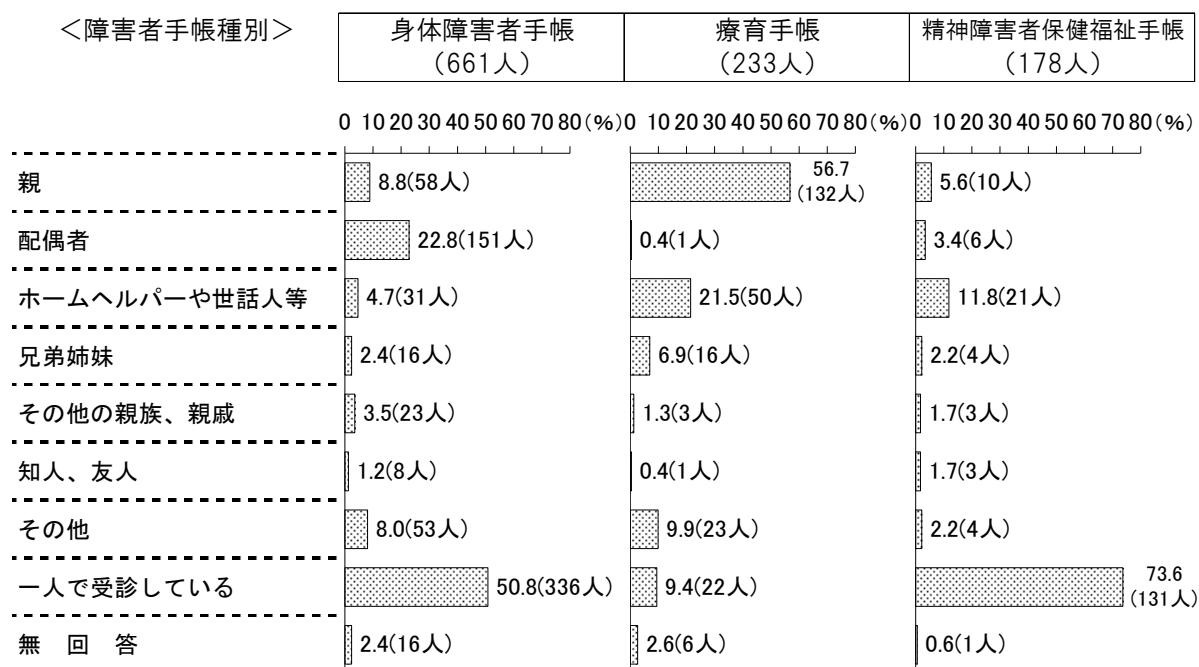 ＜障害者手帳種別＞
身体障害者手帳
（661人）
療育手帳
（233人）
精神障害者保健福祉手帳
（178人）
0 10 20 30 40 50 60 70 80（%） 0 10 20 30 40 50 60 70 80（%） 0 10 20 30 40 50 60 70 80（%）
親 8.8(58人) 56.7 (132人) 5.6(10人)
配偶者 22.8(151人) 0.4(1人) 3.4(6人)
ホームヘルパーや世話人等 4.7(31人) 21.5(50人) 11.8(21人)
兄弟姉妹 2.4(16人) 6.9(16人) 2.2(4人)
その他の親族、親戚 3.5(23人) 1.3(3人) 1.7(3人)
知人、友人 1.2(8人) 0.4(1人) 1.7(3人)
その他 8.0(53人) 9.9(23人) 2.2(4人)
一人で受診している 50.8(336人) 9.4(22人) 73.6 (131人)
無　回　答 2.4(16人) 2.6(6人) 0.6(1人)